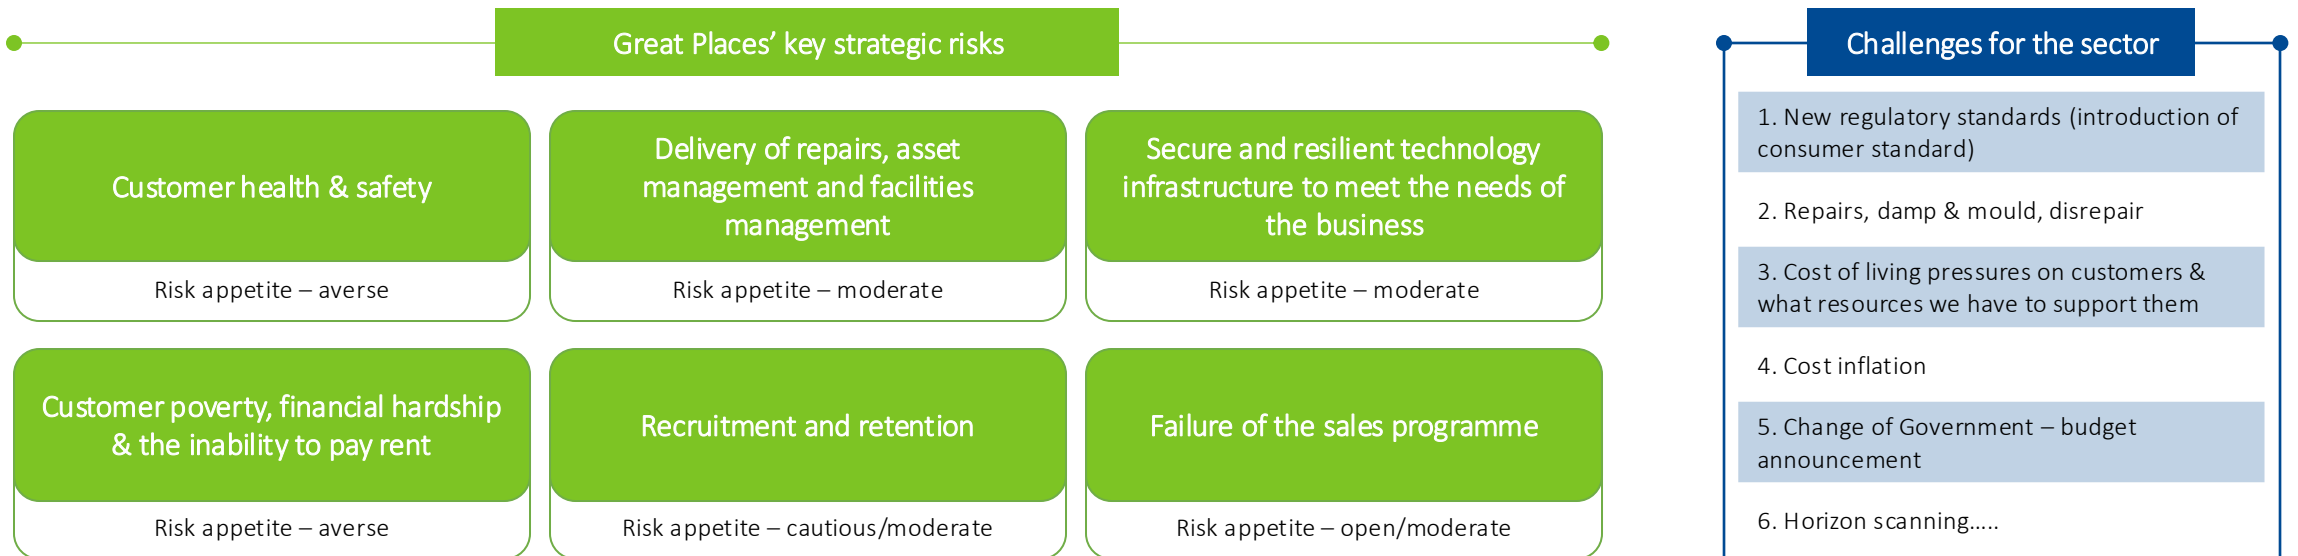 Great Places’ key strategic risks
Customer health & safety
Risk appetite – averse
Delivery of repairs, asset
management and facilities
management
Risk appetite – moderate
Secure and resilient technology
infrastructure to meet the needs of
the business
Risk appetite – moderate
Customer poverty, financial hardship
& the inability to pay rent
Risk appetite – averse
Recruitment and retention
Risk appetite – cautious/moderate
Failure of the sales programme
Risk appetite – open/moderate
Challenges for the sector
1. New regulatory standards (introduction of
consumer standard)
2. Repairs, damp & mould, disrepair
3. Cost of living pressures on customers &
what resources we have to support them
4. Cost inflation
5. Change of Government – budget
announcement
6. Horizon scanning…..